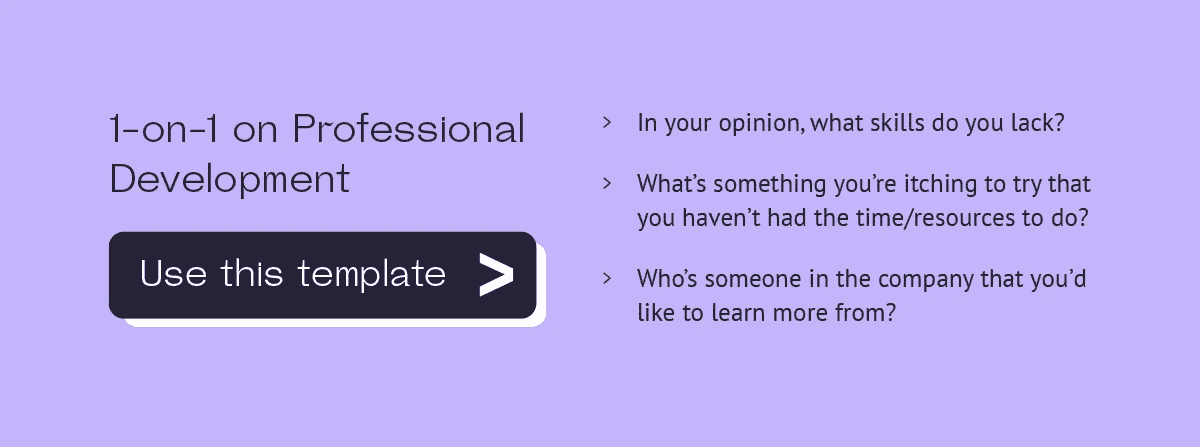 1-on-1 on Professional
Development
Use this template >
> In your opinion, what skills do you lack?
> What’s something you’re itching to try that
you haven’t had the time/resources to do?
> Who’s someone in the company that you’d
like to learn more from?